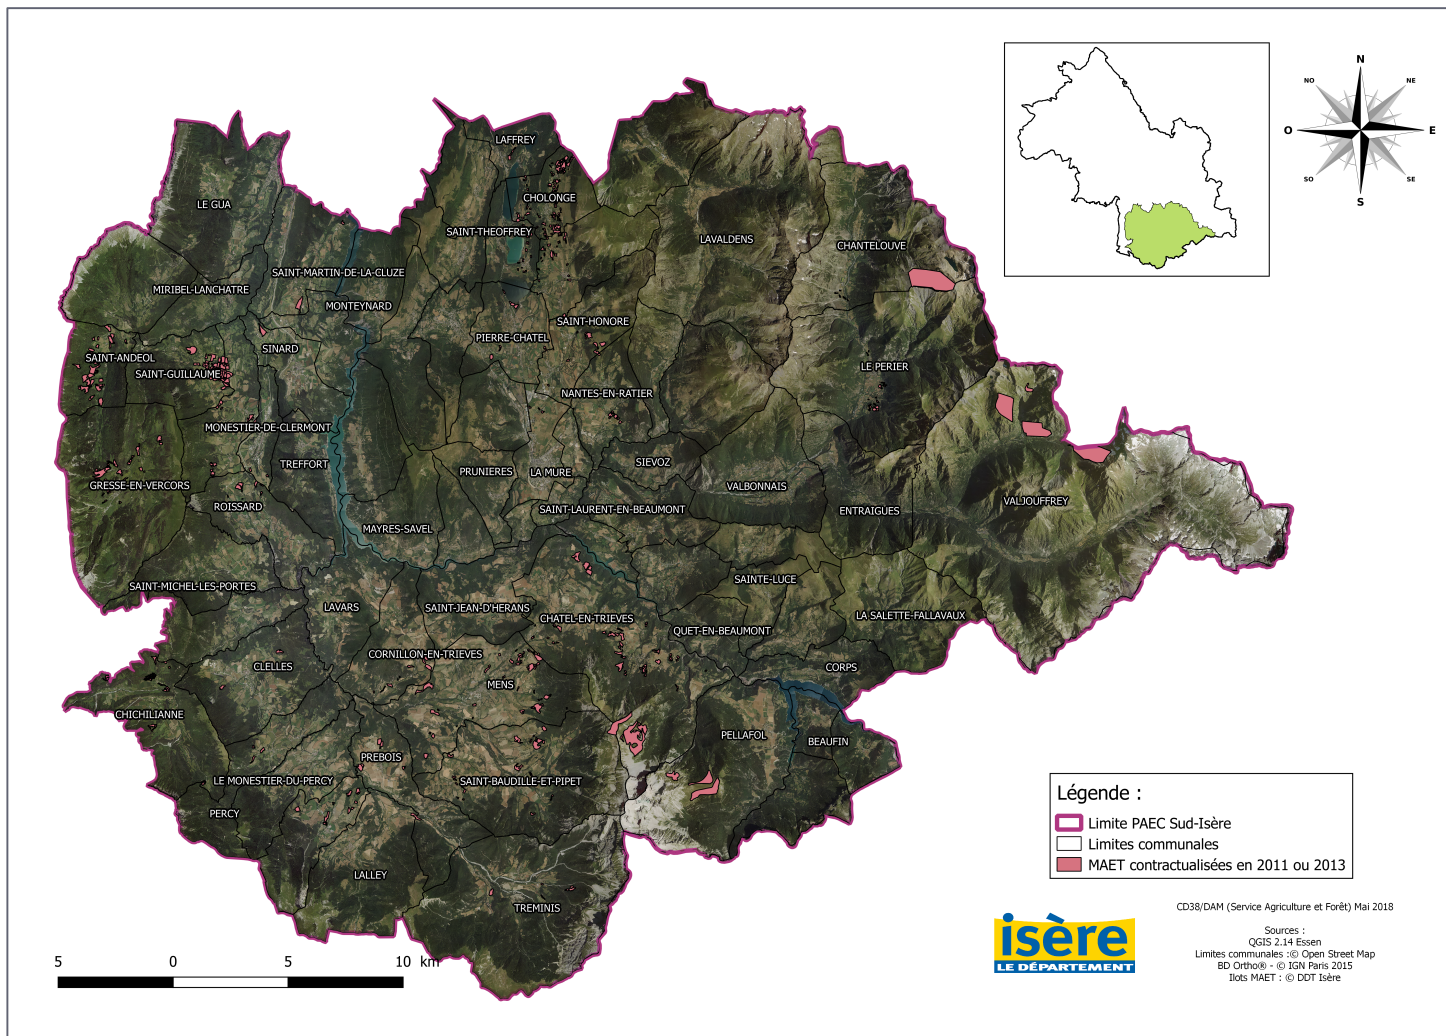 N
NO
NE
O
E
SO
SE
S
LAFFREY
LE GUA
CHOLONGE
SAINT-THEOFFREY
LAVALDENS
CHANTELOUVE
SAINT-MARTIN-DE-LA-CLUZE
MIRIBEL-LANCHATRE
MONTEYNARD
SAINT-HONORE
PIERRE-CHATEL
SINARD
SAINT-ANDEOL
SAINT-GUILLAUME
LE PERIER
NANTES-EN-RATIER
MONESTIER-DE-CLERMONT
TREFFORT
SIEVOZ
PRUNIERES
LA MURE
GRESSE-EN-VERCORS
VALBONNAIS
VALJOUFFREY
ROISSARD
SAINT-LAURENT-EN-BEAUMONT
ENTRAIGUES
MAYRES-SAVEL
SAINTE-LUCE
SAINT-MICHEL-LES-PORTES
LAVARS
SAINT-JEAN-D'HERANS
CHATEL-EN-TRIEVES
LA SALETTE-FALLAVAUX
QUET-EN-BEAUMONT
CORNILLON-EN-TRIEVES
CLELLES
CORPS
MENS
CHICHILIANNE
PELLAFOL
BEAUFIN
PREBOIS
LE MONESTIER-DU-PERCY
SAINT-BAUDILLE-ET-PIPET
PERCY
LALLEY
TREMINIS
Légende :
Limite PAEC Sud-Isère
Limites communales
MAET contractualisées en 2011 ou 2013
isère
LE DÉPARTEMENT
CD38/DAM (Service Agriculture et Forêt) Mai 2018
Sources :
QGIS 2.14 Essen
Limites communales :© Open Street Map
BD Ortho® - © IGN Paris 2015
Ilots MAET : © DDT Isère
5 0 5 10 km